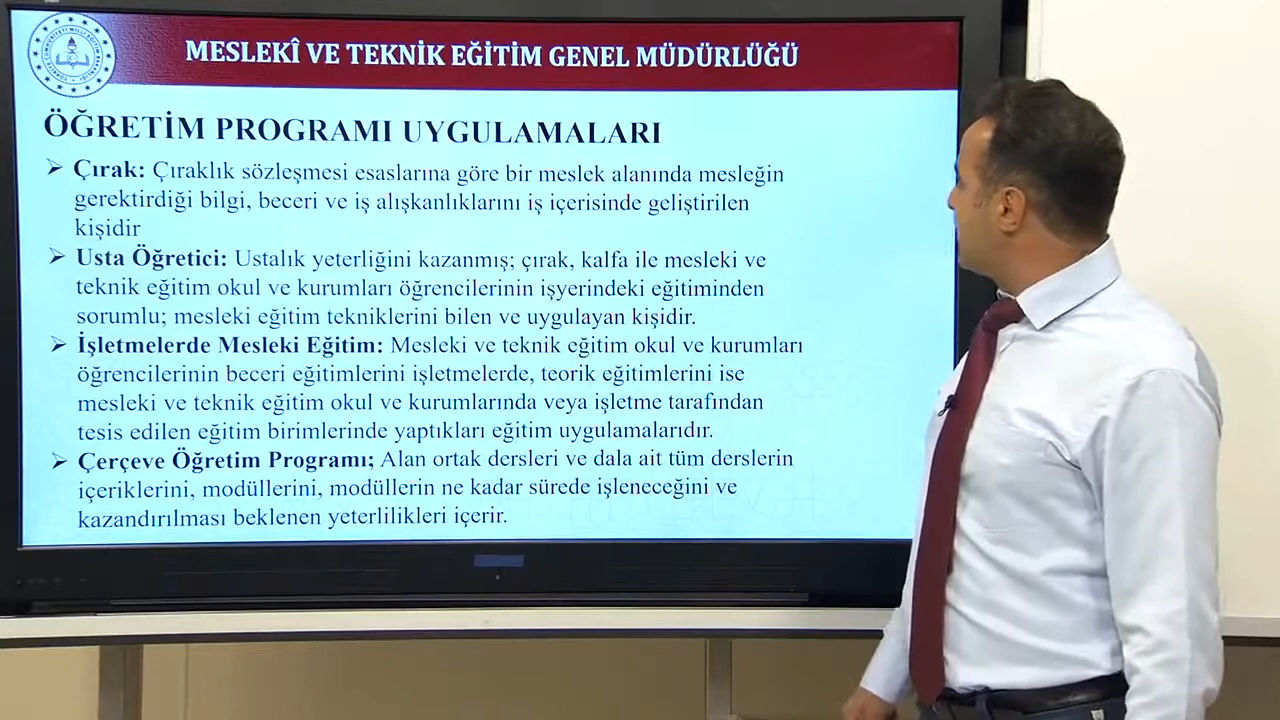 MESLEKÎ VE TEKNİK EĞİTİM GENEL MÜDÜRLÜĞÜ
ÖĞRETİM PROGRAMI UYGULAMALARI
➤ Çırak: Çıraklık sözleşmesi esaslarına göre bir meslek alanında mesleğin
gerektirdiği bilgi, beceri ve iş alışkanlıklarını iş içerisinde geliştirilen
kişidir
➤ Usta Öğretici: Ustalık yeterliğini kazanmış; çırak, kalfa ile mesleki ve
teknik eğitim okul ve kurumları öğrencilerinin işyerindeki eğitiminden
sorumlu; mesleki eğitim tekniklerini bilen ve uygulayan kişidir.
➤ İşletmelerde Mesleki Eğitim: Mesleki ve teknik eğitim okul ve kurumları
öğrencilerinin beceri eğitimlerini işletmelerde, teorik eğitimlerini ise
mesleki ve teknik eğitim okul ve kurumlarında veya işletme tarafından
tesis edilen eğitim birimlerinde yaptıkları eğitim uygulamalarıdır.
➤ Çerçeve Öğretim Programı; Alan ortak dersleri ve dala ait tüm derslerin
içeriklerini, modüllerini, modüllerin ne kadar sürede işleneceğini ve
kazandırılması beklenen yeterlilikleri içerir.